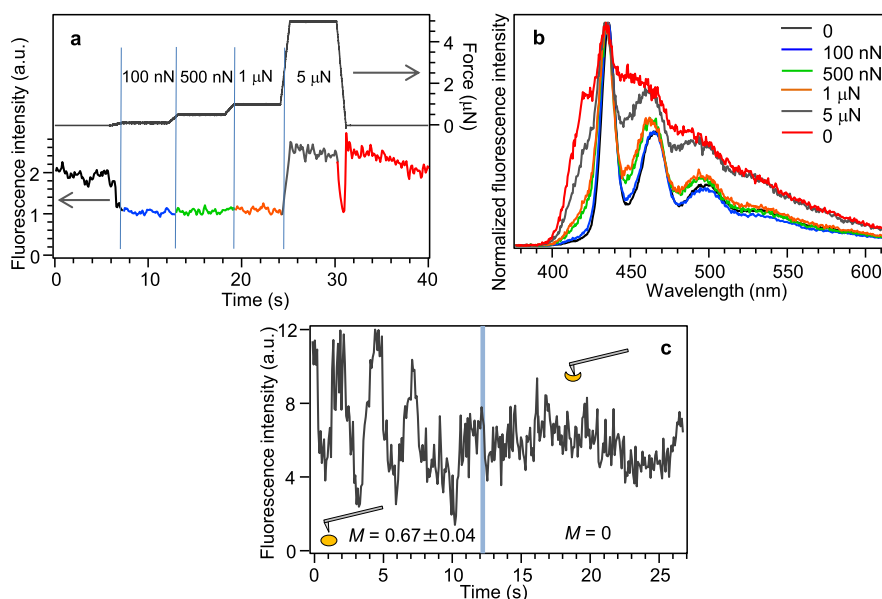 a
100 nN
500 nN
1 µN
5 µN
4
2
0
Force (µN)
2
1
0
Fluorescence intensity (a.u.)
0
10
20
30
40
Time (s)
b
0
100 nN
500 nN
1 µN
5 µN
0
Normalized fluorescence intensity
400
450
500
550
600
Wavelength (nm)
c
12
8
4
0
Fluorescence intensity (a.u.)
M = 0.67±0.04
M = 0
0
5
10
15
20
25
Time (s)